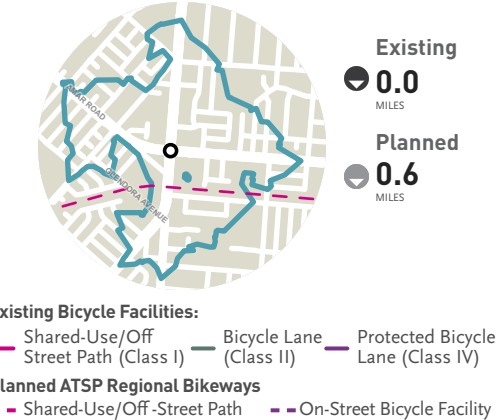 Existing
0.0
MILES
Planned
0.6
MILES
AMAR ROAD
GLENDORA AVENUE
xisting Bicycle Facilities:
Shared-Use/Off
Street Path (Class I)
Bicycle Lane
(Class II)
Protected Bicycle
Lane (Class IV)
lanned ATSP Regional Bikeways
Shared-Use/Off-Street Path
On-Street Bicycle Facility